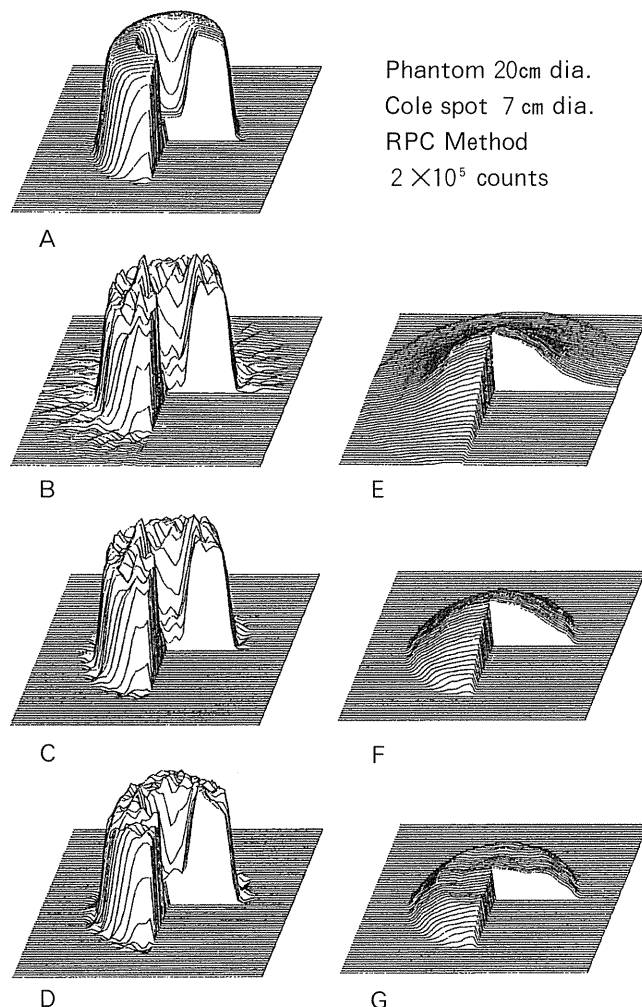 Phantom 20cm dia.
Cole spot 7 cm dia.
RPC Method
2 ×10⁵ counts
A
B
E
C
F
D
G